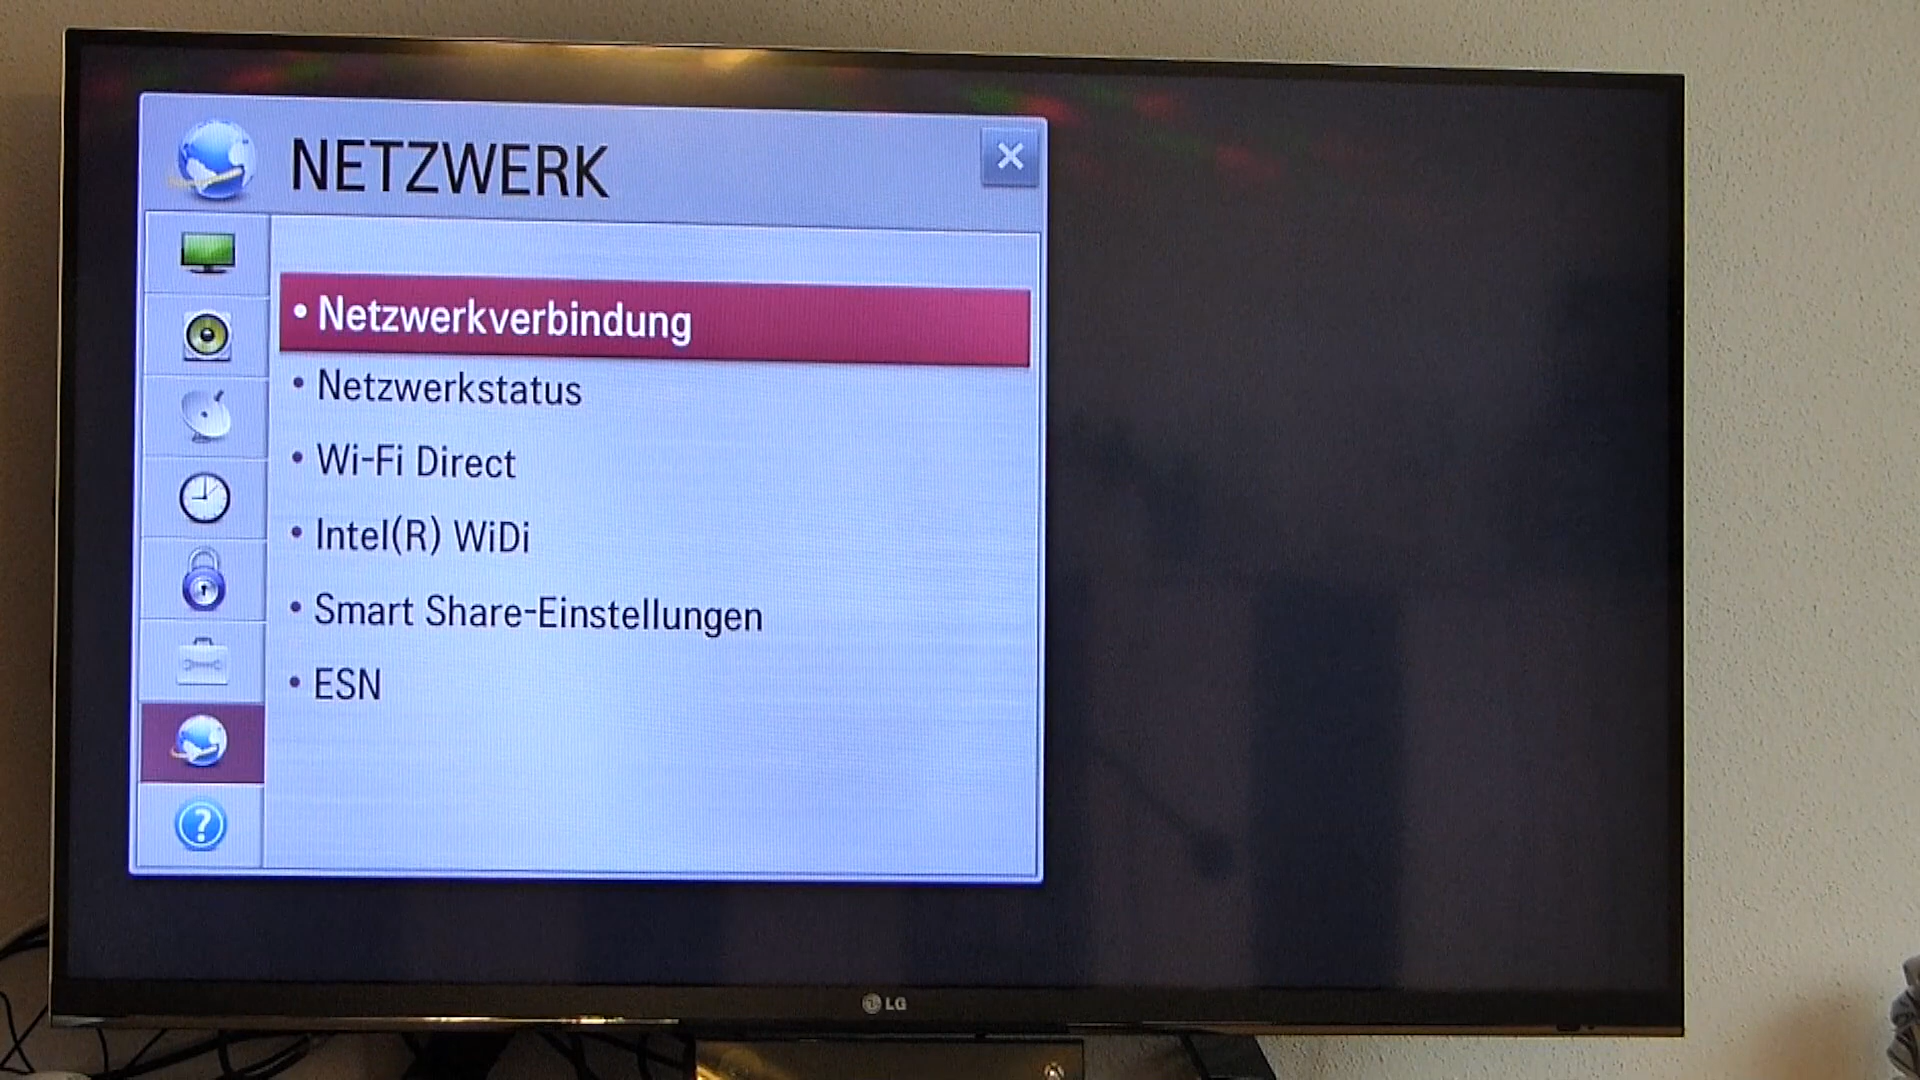 NETZWERK
• Netzwerkverbindung
• Netzwerkstatus
• Wi-Fi Direct
• Intel(R) WiDi
• Smart Share-Einstellungen
• ESN
?
LG